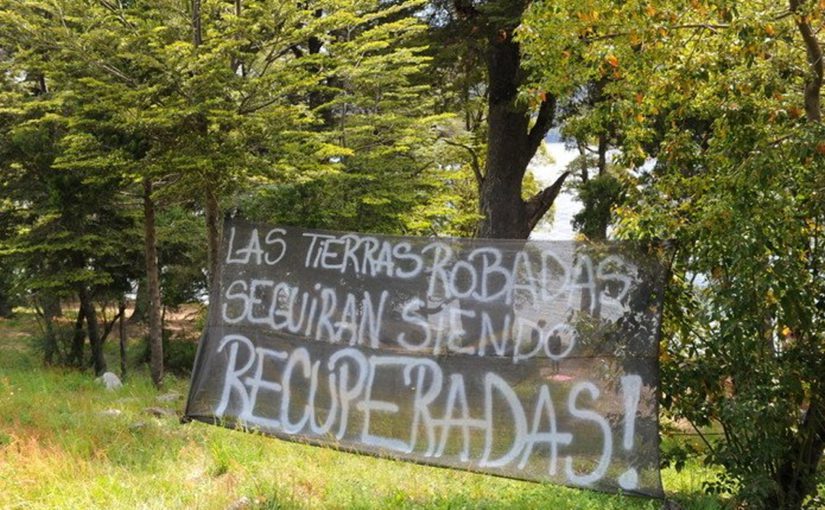 LAS TIERRAS ROBADAS
SEGUIRAN SIENDO
RECUPERADAS!